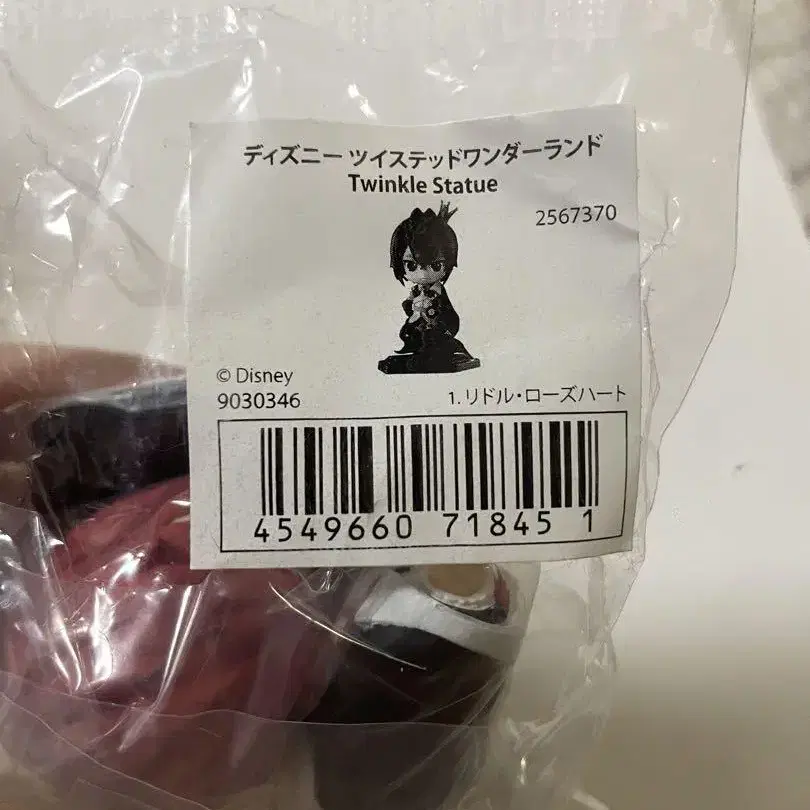 ディズニー ツイステッドワンダーランド
Twinkle Statue
2567370
© Disney
9030346
1. リドル・ローズハート
4549660 71845 1